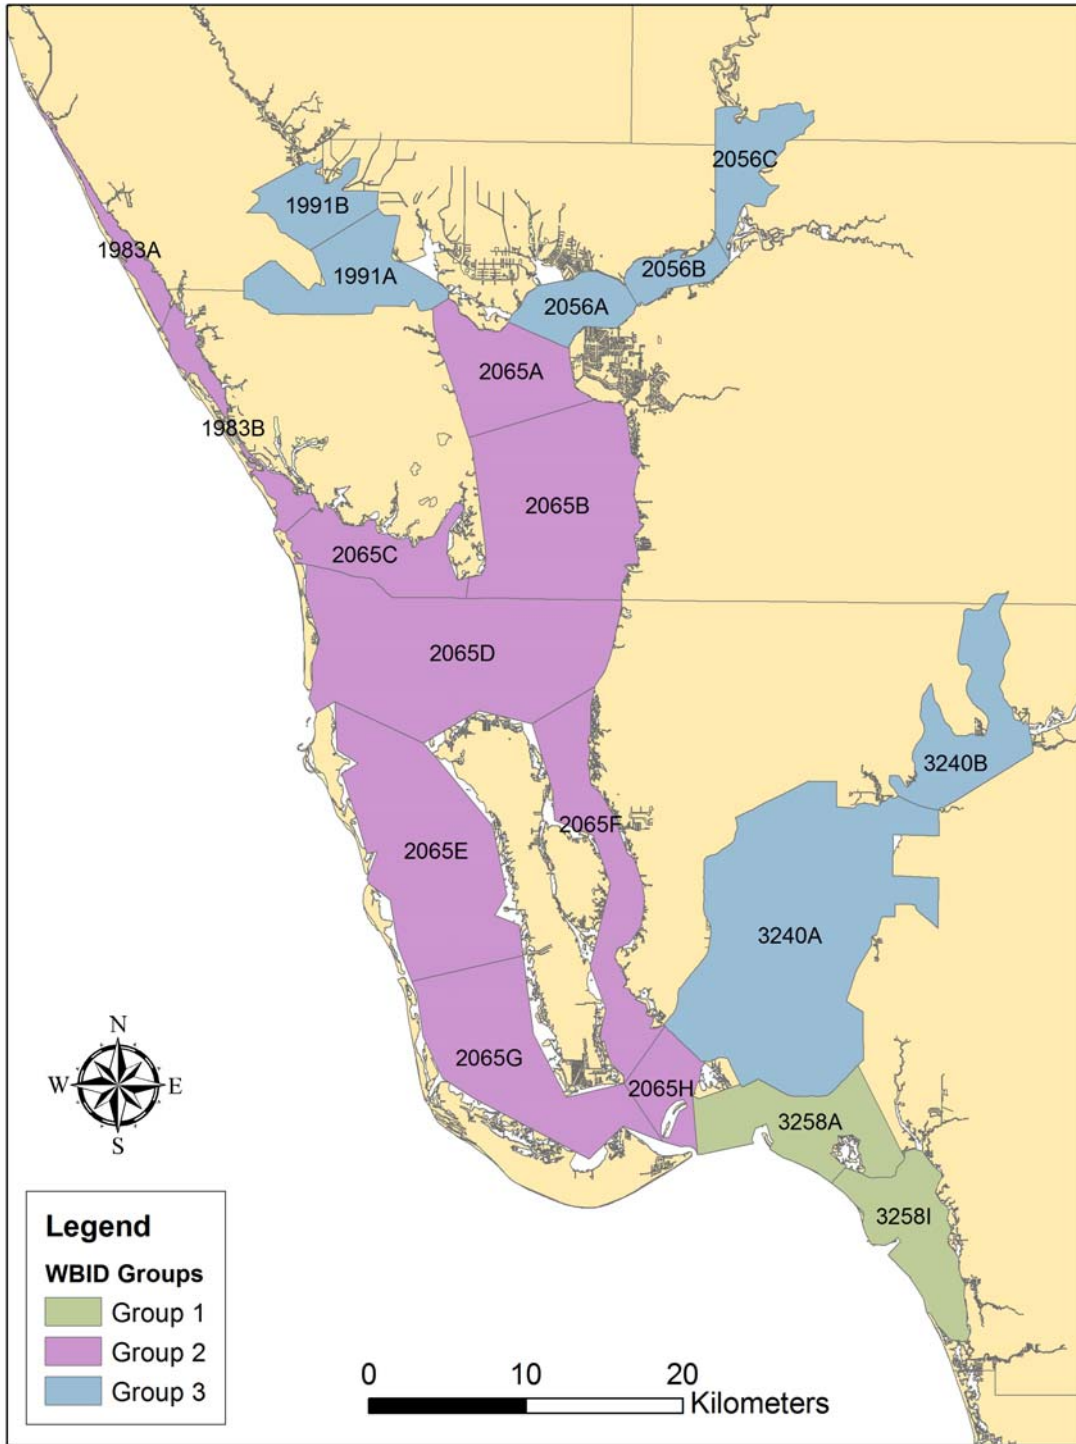 2056C
1991B
1983A
2056B
1991A
2056A
2065A
1983B
2065B
2065C
2065D
3240B
2065F
2065E
3240A
N
W E
S
2065G
2065H
3258A
3258I
Legend
WBID Groups
Group 1
Group 2
Group 3
0 10 20
Kilometers